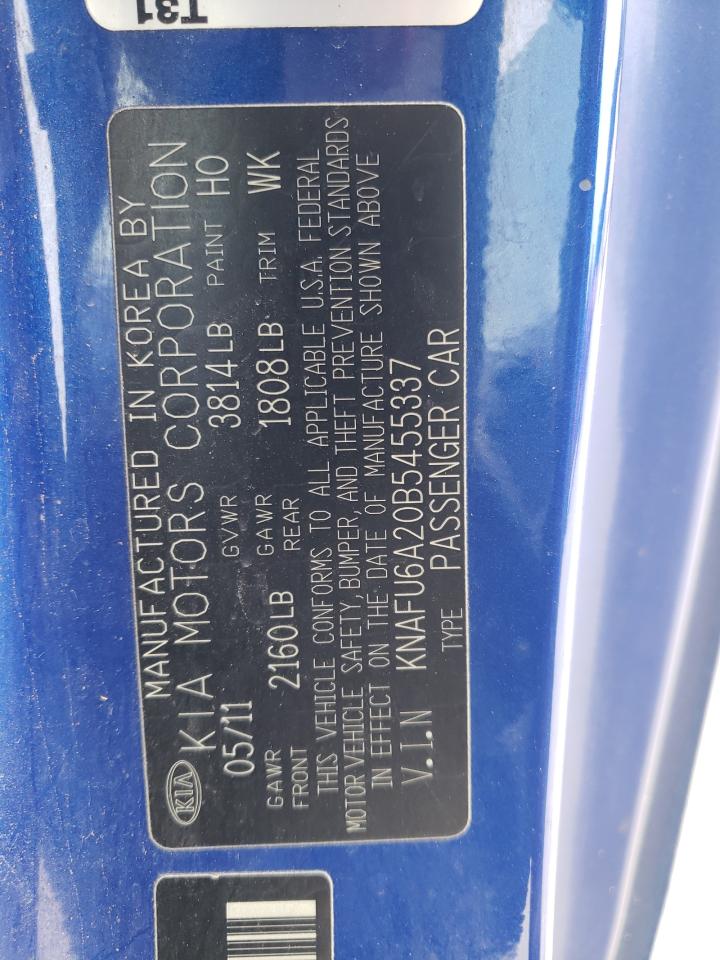 T31
MANUFACTURED IN KOREA BY
KIA KIA MOTORS CORPORATION
05/11 GVWR 3814LB PAINT HO
GAWR FRONT 2160LB GAWR REAR 1808LB TRIM WK
THIS VEHICLE CONFORMS TO ALL APPLICABLE U.S.A. FEDERAL
MOTOR VEHICLE SAFETY, BUMPER, AND THEFT PREVENTION STANDARDS
IN EFFECT ON THE DATE OF MANUFACTURE SHOWN ABOVE
V.I.N KNAFU6A20B5455337
TYPE PASSENGER CAR